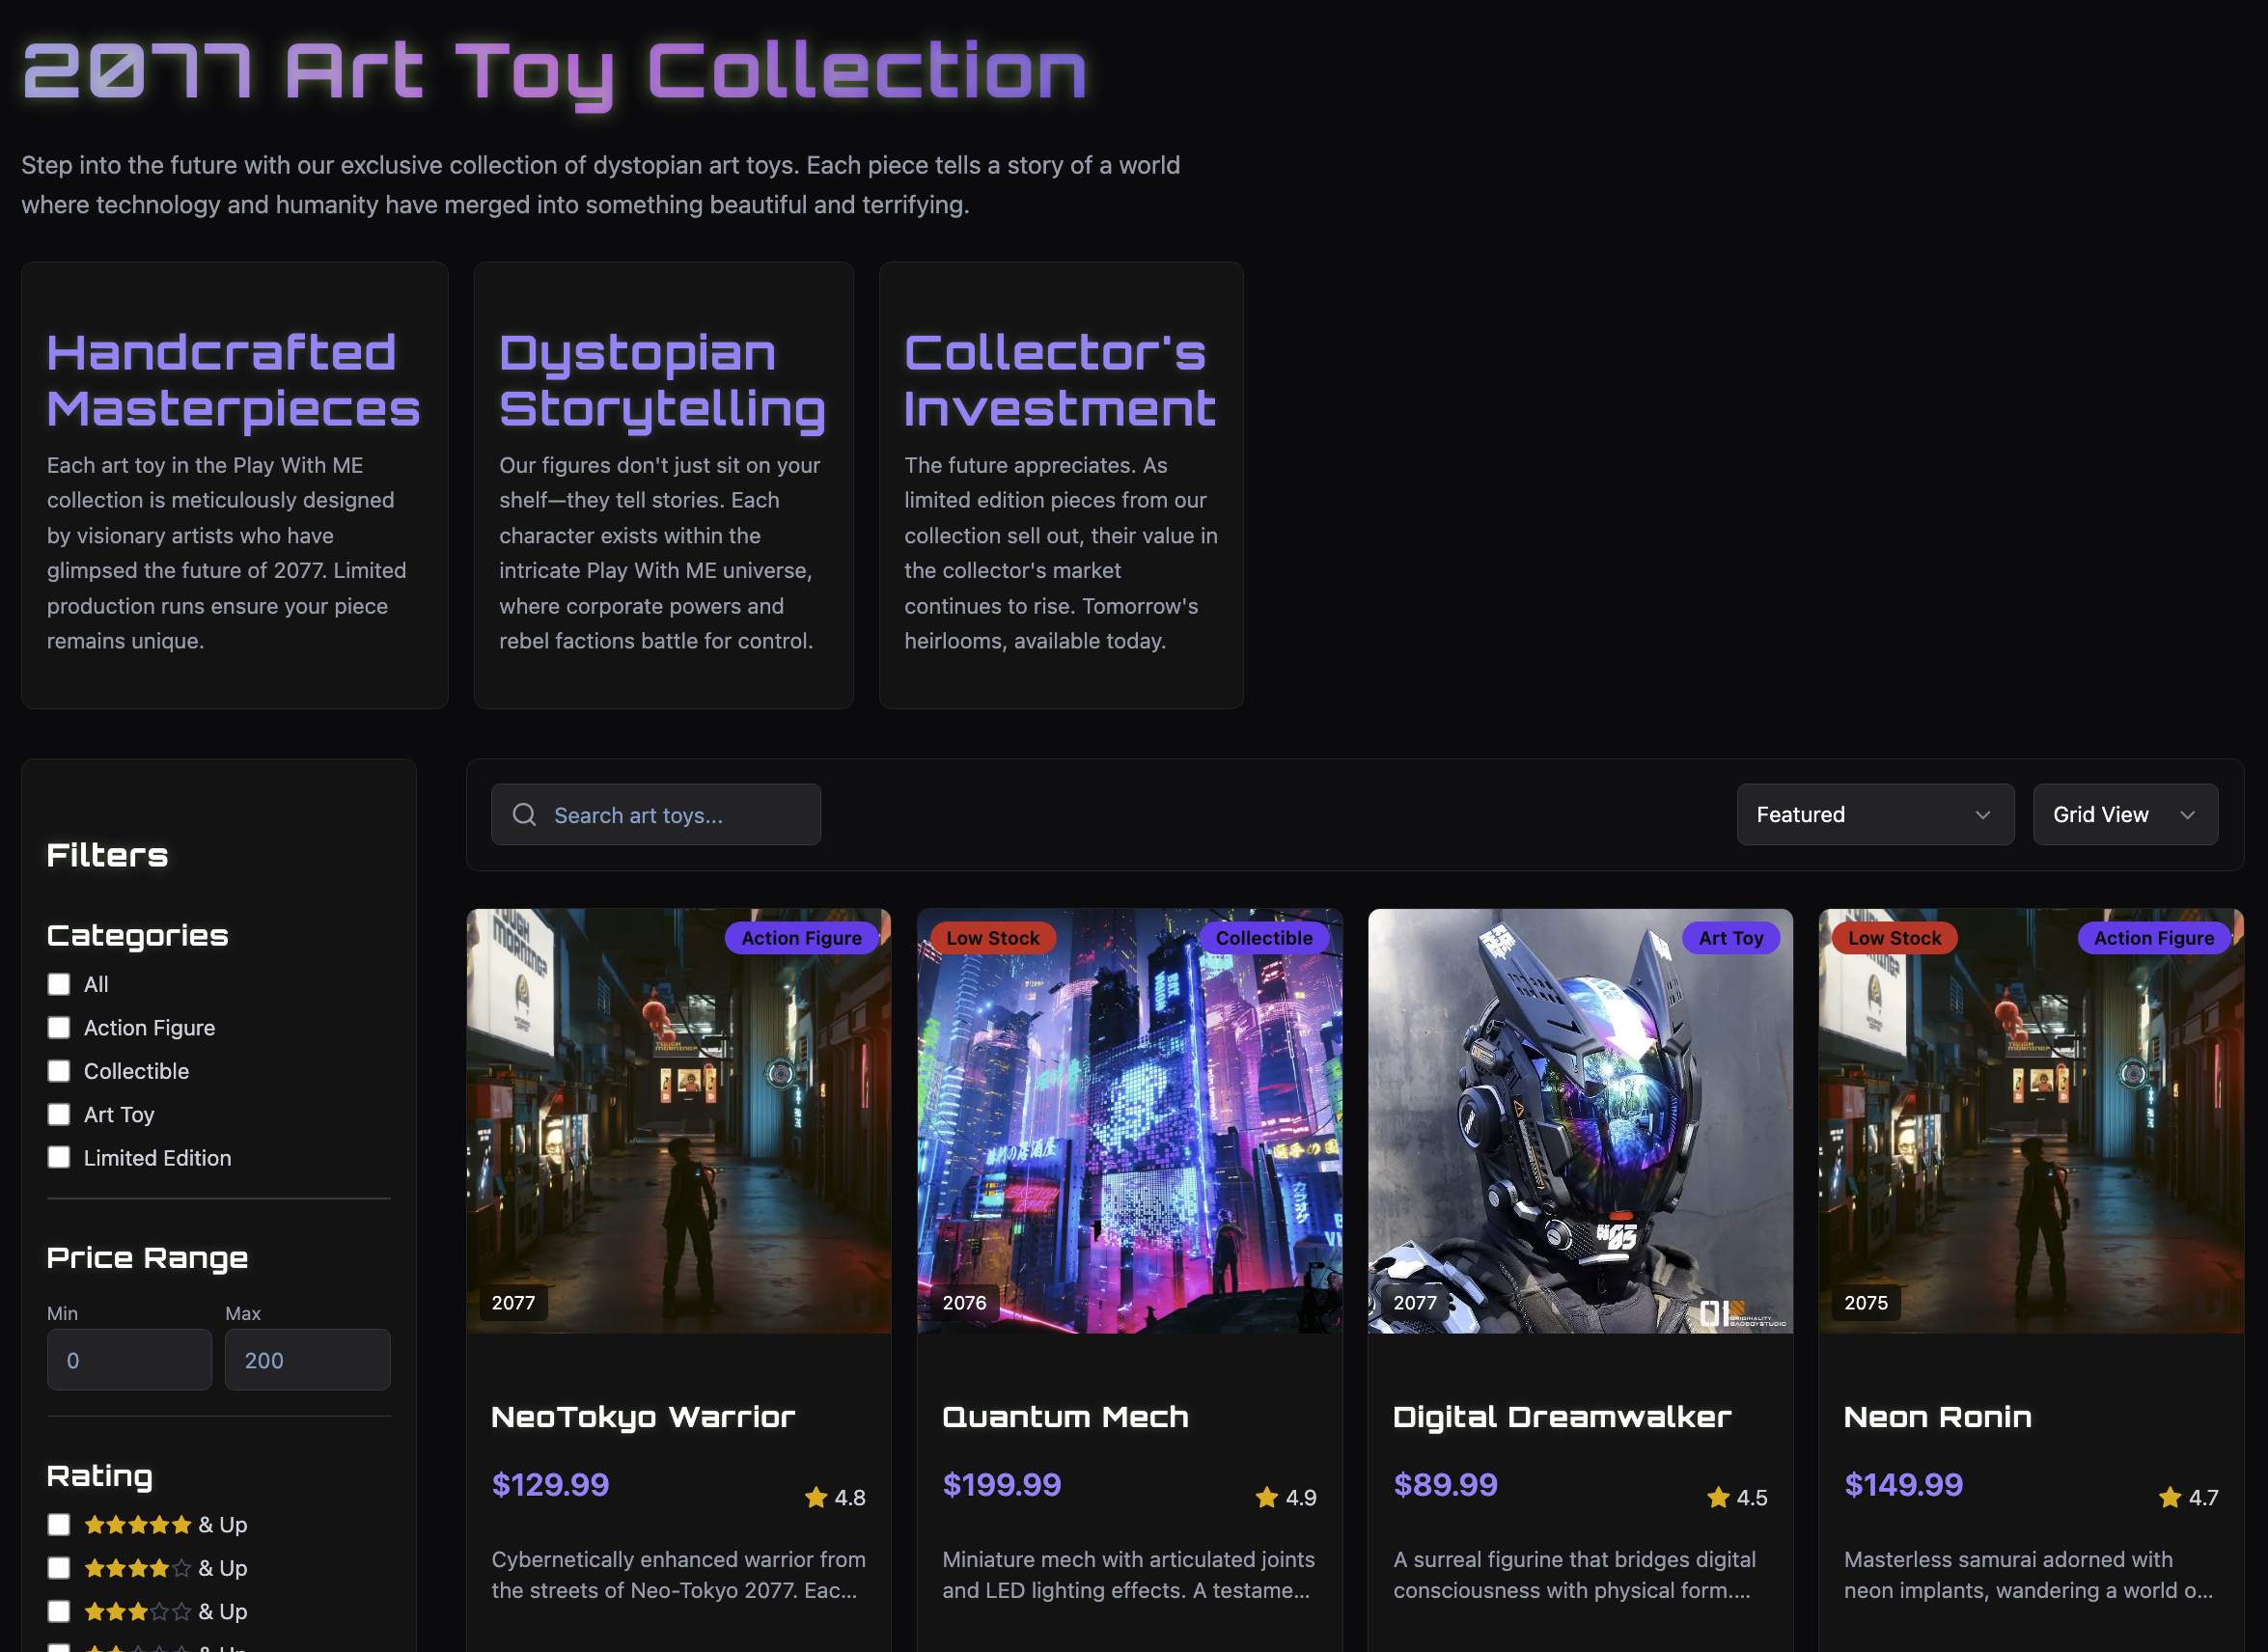 2077 Art Toy Collection
Step into the future with our exclusive collection of dystopian art toys. Each piece tells a story of a world
where technology and humanity have merged into something beautiful and terrifying.
Handcrafted
Masterpieces
Each art toy in the Play With ME
collection is meticulously designed
by visionary artists who have
glimpsed the future of 2077. Limited
production runs ensure your piece
remains unique.
Dystopian
Storytelling
Our figures don't just sit on your
shelf—they tell stories. Each
character exists within the
intricate Play With ME universe,
where corporate powers and
rebel factions battle for control.
Collector's
Investment
The future appreciates. As
limited edition pieces from our
collection sell out, their value in
the collector's market
continues to rise. Tomorrow's
heirlooms, available today.
Filters
Categories
All
Action Figure
Collectible
Art Toy
Limited Edition
Price Range
Min Max
0 200
Rating
& Up
& Up
& Up
Search art toys...
Featured
Grid View
TOUGH
MORNING?
Action Figure
TOUGH
MORNING?
2077
NeoTokyo Warrior
$129.99
4.8
Cybernetically enhanced warrior from
the streets of Neo-Tokyo 2077. Eac...
Low Stock
Collectible
2076
Quantum Mech
$199.99
4.9
Miniature mech with articulated joints
and LED lighting effects. A testame...
Art Toy
2077
01
ORIGINALITY
BADBOYSTUDIO
Digital Dreamwalker
$89.99
4.5
A surreal figurine that bridges digital
consciousness with physical form....
Low Stock
Action Figure
TOUGH
MORNING?
2075
Neon Ronin
$149.99
4.7
Masterless samurai adorned with
neon implants, wandering a world o...